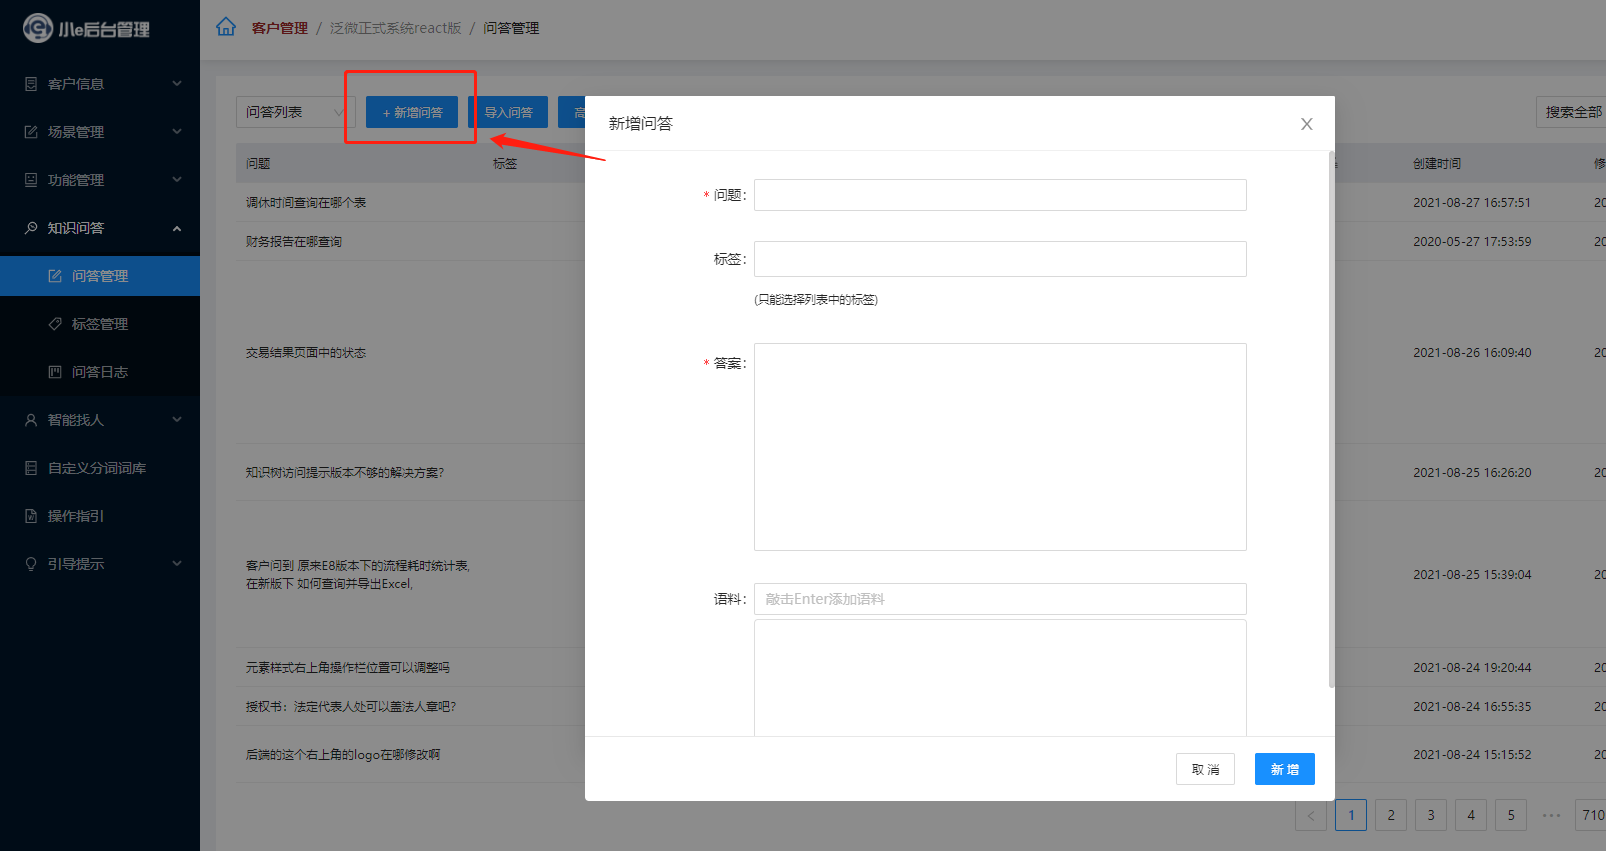 小e后台管理
客户管理 / 泛微正式系统react版 / 问答管理
客户信息
场景管理
功能管理
知识问答
问答管理
标签管理
问答日志
智能找人
自定义分词词库
操作指引
引导提示
问答列表
+ 新增问答
导入问答
高
搜索全部
问题
标签
创建时间
修
调休时间查询在哪个表
2021-08-27 16:57:51
20
财务报告在哪查询
2020-05-27 17:53:59
20
交易结果页面中的状态
2021-08-26 16:09:40
20
知识树访问提示版本不够的解决方案?
2021-08-25 16:26:20
20
客户问到 原来E8版本下的流程耗时统计表,
在新版下 如何查询并导出Excel,
2021-08-25 15:39:04
20
元素样式右上角操作栏位置可以调整吗
2021-08-24 19:20:44
20
授权书：法定代表人处可以盖法人章吧?
2021-08-24 16:55:35
20
后端的这个右上角的logo在哪修改啊
2021-08-24 15:15:52
20
< 1 2 3 4 5 ••• 710
新增问答
X
* 问题:
标签:
(只能选择列表中的标签)
* 答案:
语料: 敲击Enter添加语料
取 消
新 增